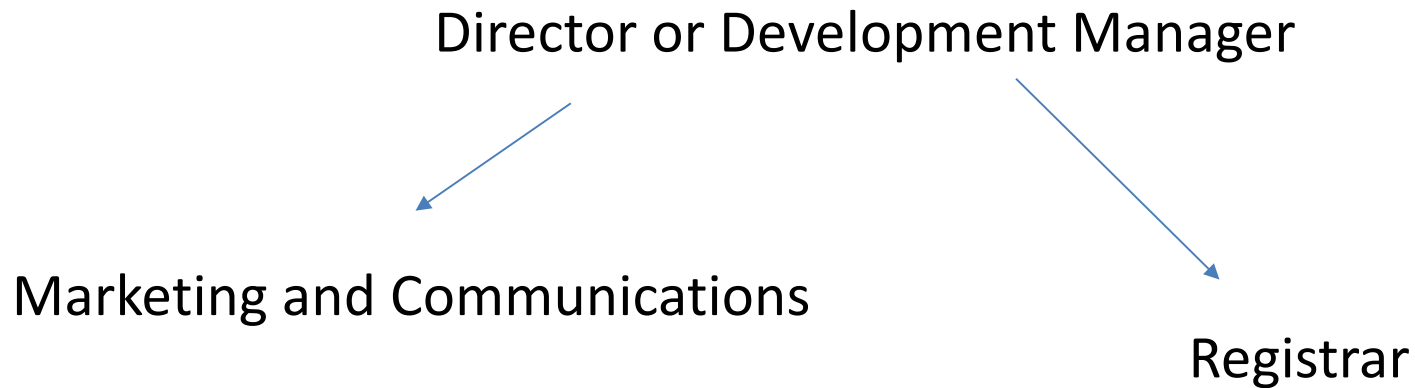 Director or Development Manager
Marketing and Communications
Registrar